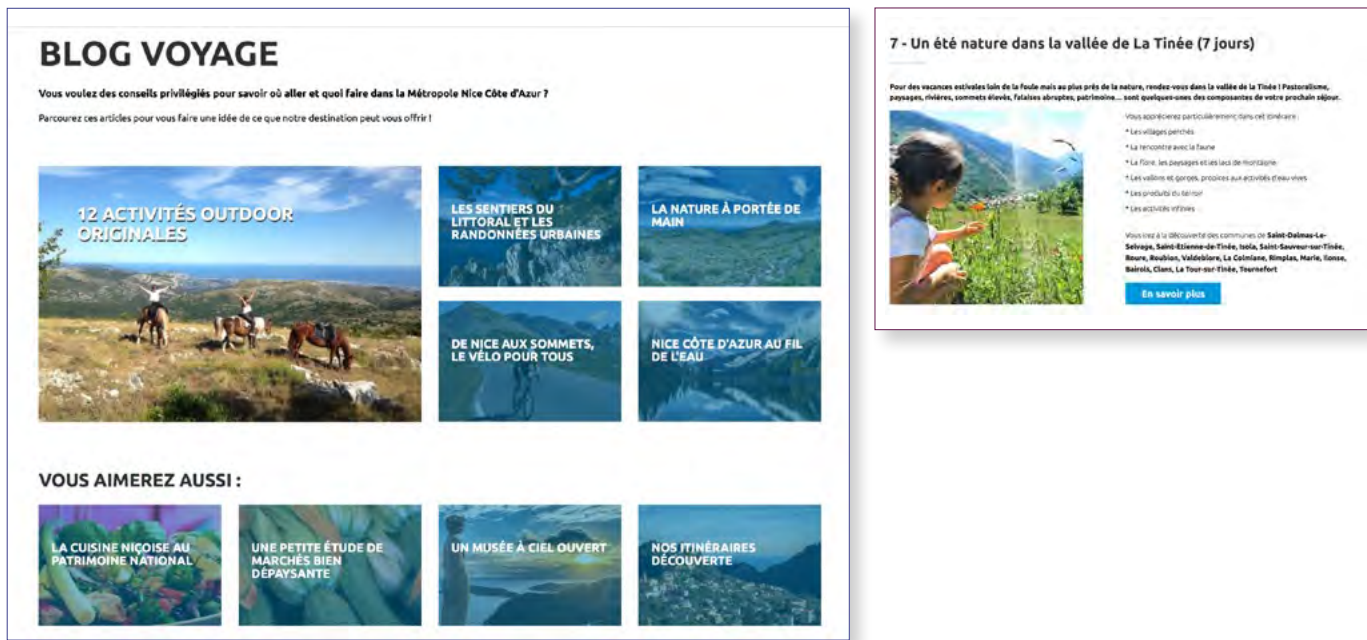 BLOG VOYAGE
Vous voulez des conseils privilégiés pour savoir où aller et quoi faire dans la Métropole Nice Côte d'Azur ?
Parcourez ces articles pour vous faire une idée de ce que notre destination peut vous offrir !
12 ACTIVITÉS OUTDOOR
ORIGINALES
LES SENTIERS DU
LITTORAL ET LES
RANDONNÉES URBAINES
LA NATURE À PORTÉE DE
MAIN
DE NICE AUX SOMMETS,
LE VÉLO POUR TOUS
NICE CÔTE D'AZUR AU FIL
DE L'EAU
VOUS AIMEREZ AUSSI :
LA CUISINE NIÇOISE AU
PATRIMOINE NATIONAL
UNE PETITE ÉTUDE DE
MARCHÉS BIEN
DÉPAYSANTE
UN MUSÉE À CIEL OUVERT
NOS ITINÉRAIRES
DÉCOUVERTE
7 - Un été nature dans la vallée de La Tinée (7 jours)
Pour des vacances estivales loin de la foule mais au plus près de la nature, rendez-vous dans la vallée de la Tinée ! Pastoralisme,
paysages, rivières, sommets élevés, falaises abruptes, patrimoine... sont quelques-unes des composantes de votre prochain séjour.
Vous apprécierez particulièrement dans cet itinéraire :
* Les villages perchés
* La rencontre avec la faune
* La flore, les paysages et les lacs de montagne
* Les vallons et gorges, propices aux activités d'eau vives
* Les produits du terroir
* Les activités infinies
Vous irez à la découverte des communes de Saint-Dalmas-Le-
Selvage, Saint-Etienne-de-Tinée, Isola, Saint-Sauveur-sur-Tinée,
Roure, Roubion, Valdeblore, La Colmiane, Rimplas, Marie, Ilonse,
Bairols, Clans, La Tour-sur-Tinée, Tournefort
En savoir plus